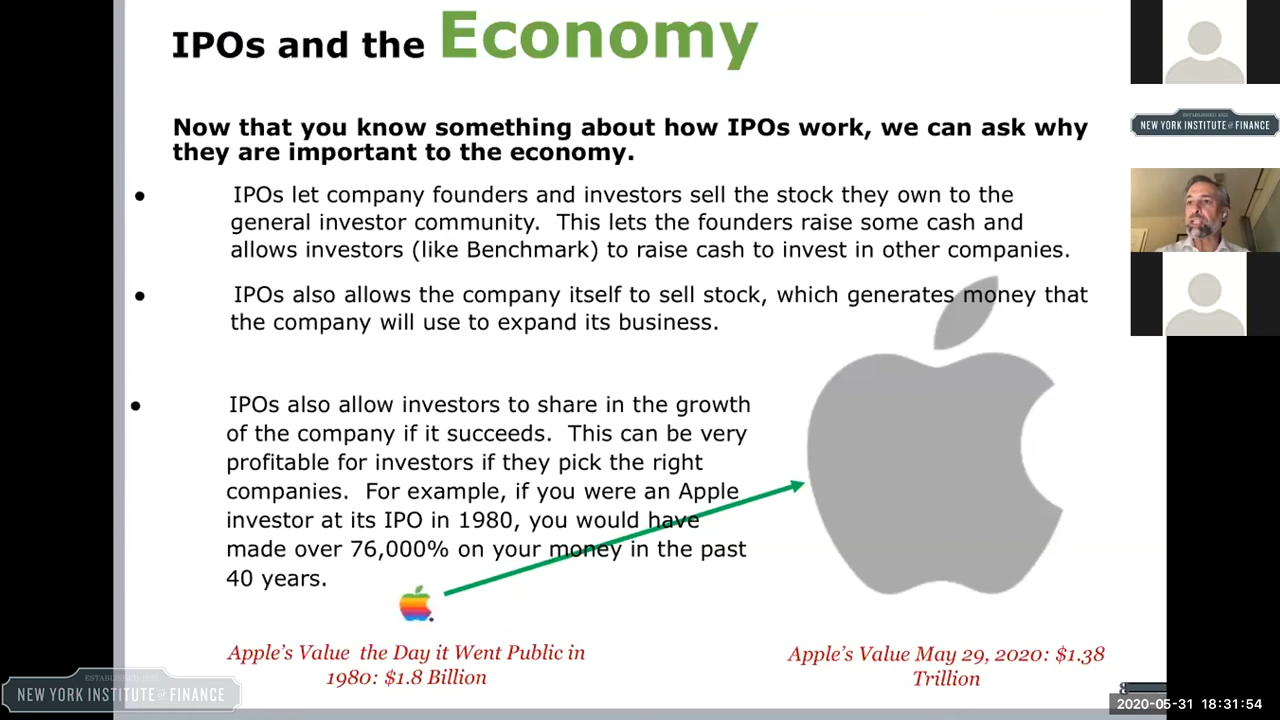 IPOs and the Economy
Now that you know something about how IPOs work, we can ask why
they are important to the economy.
● IPOs let company founders and investors sell the stock they own to the
general investor community.  This lets the founders raise some cash and
allows investors (like Benchmark) to raise cash to invest in other companies.
● IPOs also allows the company itself to sell stock, which generates money that
the company will use to expand its business.
● IPOs also allow investors to share in the growth
of the company if it succeeds.  This can be very
profitable for investors if they pick the right
companies.  For example, if you were an Apple
investor at its IPO in 1980, you would have
made over 76,000% on your money in the past
40 years.
Apple's Value  the Day it Went Public in
1980: $1.8 Billion
Apple's Value May 29, 2020: $1.38
Trillion
ESTABLISHED 1922
NEW YORK INSTITUTE of FINANCE
ESTABLISHED 1922
NEW YORK INSTITUTE of FINANCE
2020-05-31 18:31:54